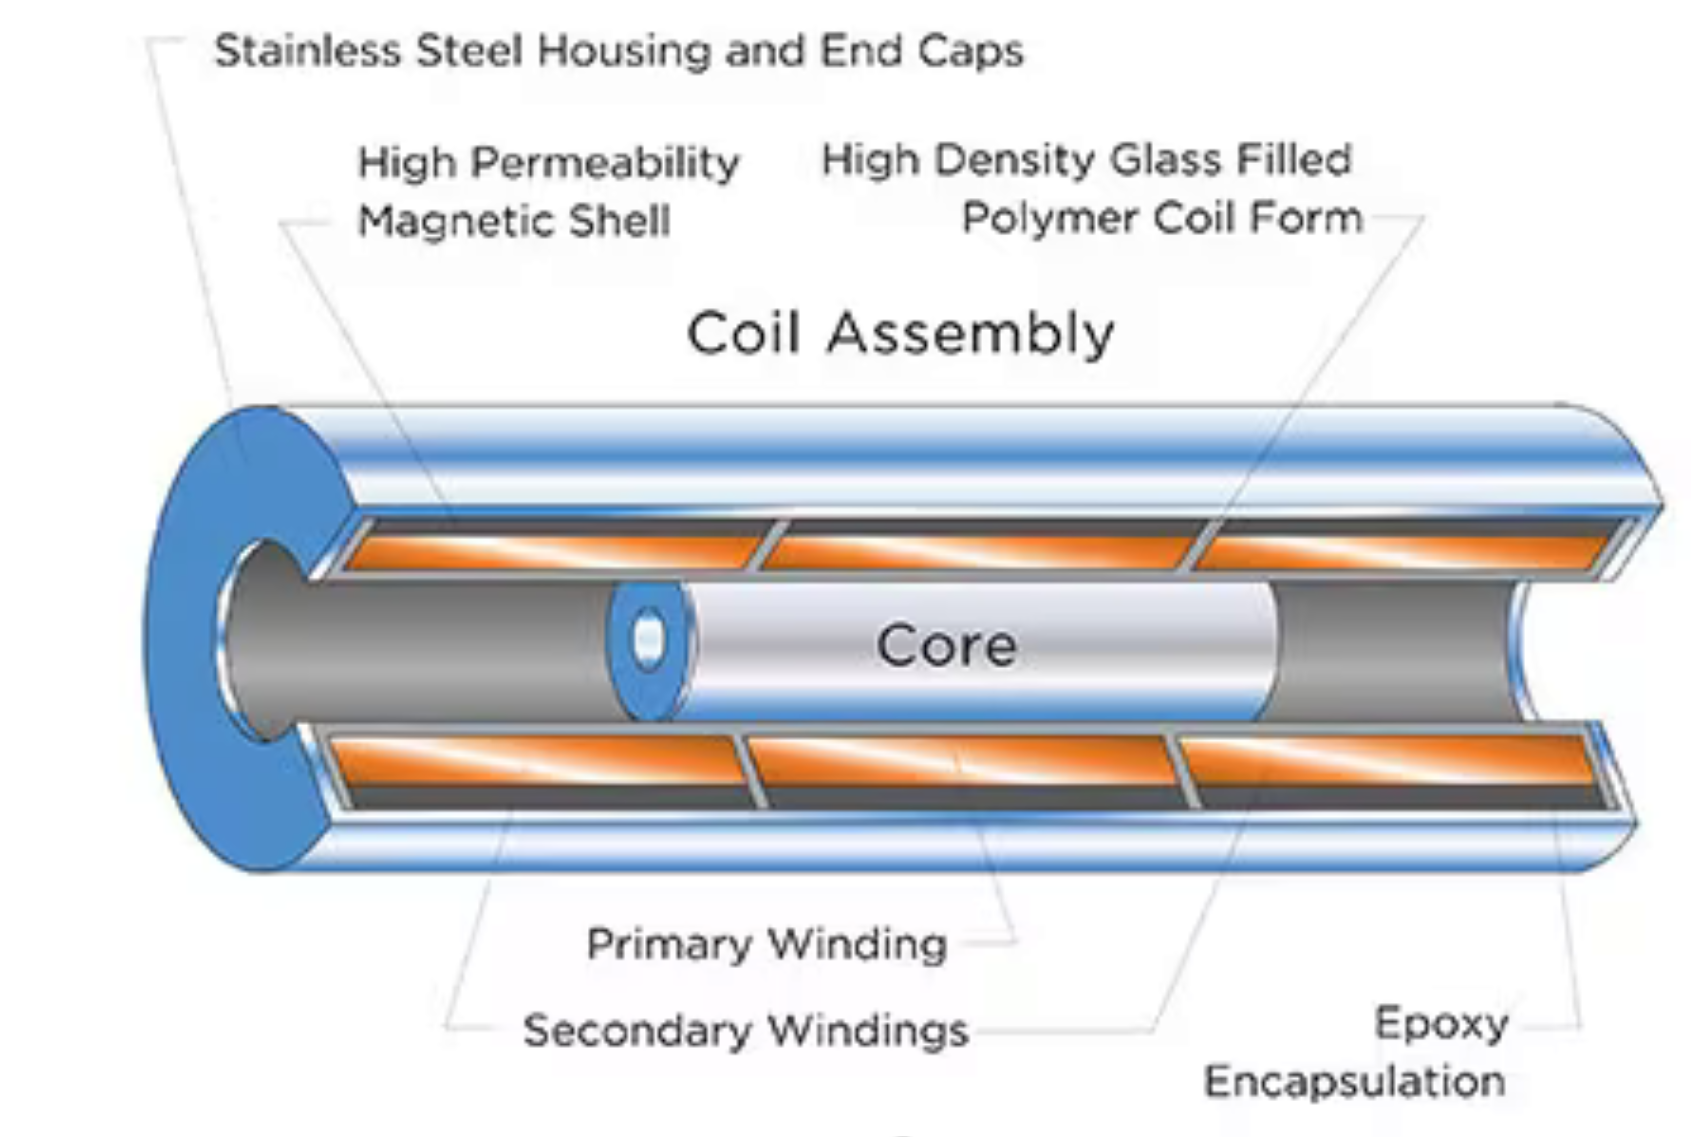 Stainless Steel Housing and End Caps
High Permeability
Magnetic Shell
High Density Glass Filled
Polymer Coil Form
Coil Assembly
Core
Primary Winding
Secondary Windings
Epoxy
Encapsulation